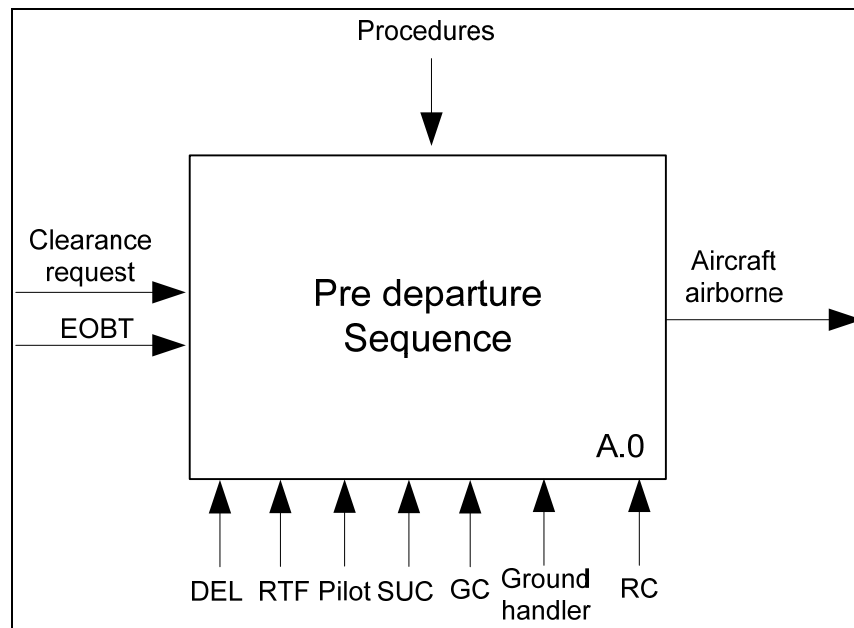 Procedures
Clearance
request
EOBT
Pre departure
Sequence
Aircraft
airborne
A.0
DEL RTF Pilot SUC GC Ground
handler RC